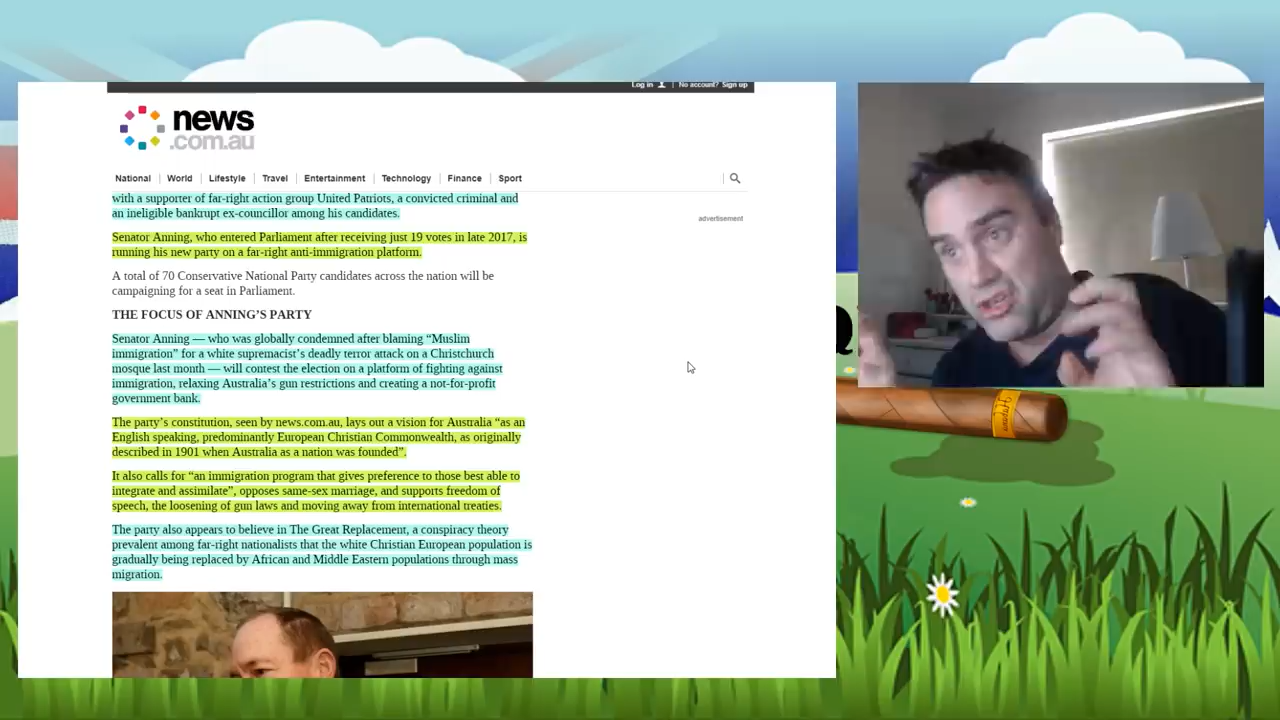 Log in | No account? Sign up
news
.com.au
National | World | Lifestyle | Travel | Entertainment | Technology | Finance | Sport
with a supporter of far-right action group United Patriots, a convicted criminal and
an ineligible bankrupt ex-councillor among his candidates.
advertisement
Senator Anning, who entered Parliament after receiving just 19 votes in late 2017, is
running his new party on a far-right anti-immigration platform.
A total of 70 Conservative National Party candidates across the nation will be
campaigning for a seat in Parliament.
THE FOCUS OF ANNING’S PARTY
Senator Anning — who was globally condemned after blaming “Muslim
immigration” for a white supremacist’s deadly terror attack on a Christchurch
mosque last month — will contest the election on a platform of fighting against
immigration, relaxing Australia’s gun restrictions and creating a not-for-profit
government bank.
The party’s constitution, seen by news.com.au, lays out a vision for Australia “as an
English speaking, predominantly European Christian Commonwealth, as originally
described in 1901 when Australia as a nation was founded”.
It also calls for “an immigration program that gives preference to those best able to
integrate and assimilate”, opposes same-sex marriage, and supports freedom of
speech, the loosening of gun laws and moving away from international treaties.
The party also appears to believe in The Great Replacement, a conspiracy theory
prevalent among far-right nationalists that the white Christian European population is
gradually being replaced by African and Middle Eastern populations through mass
migration.